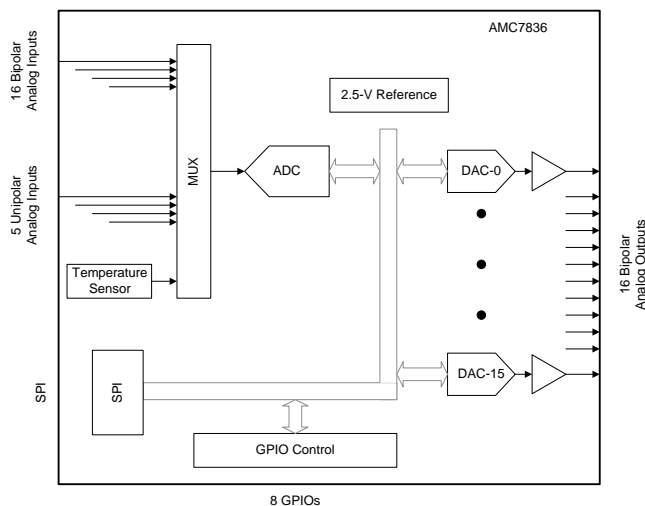 AMC7836
16 Bipolar
Analog Inputs
2.5-V Reference
MUX
ADC
DAC-0
5 Unipolar
Analog Inputs
Temperature
Sensor
16 Bipolar
Analog Outputs
SPI
SPI
DAC-15
GPIO Control
8 GPIOs